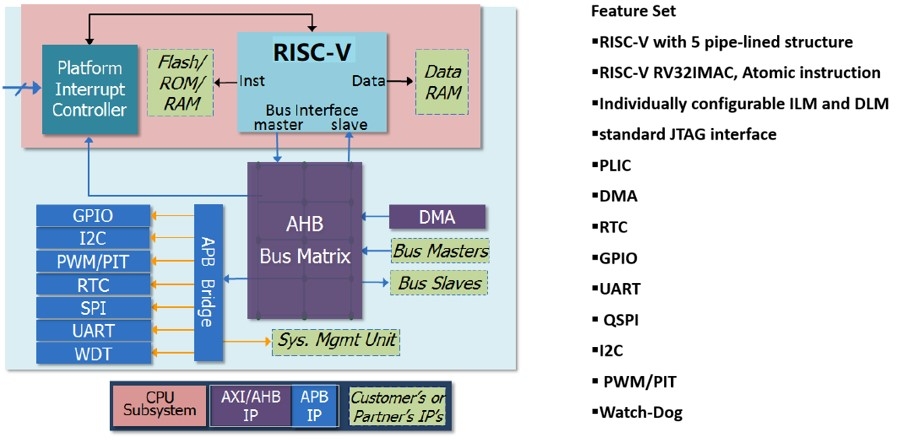 RISC-V
Platform
Interrupt
Controller
Flash/
ROM/
RAM
Inst
Data
Data
RAM
Bus Interface
master slave
AHB
Bus Matrix
DMA
Bus Masters
Bus Slaves
GPIO
I2C
PWM/PIT
RTC
SPI
UART
WDT
APB Bridge
Sys. Mgmt Unit
CPU
Subsystem
AXI/AHB
IP
APB
IP
Customer's or
Partner's IP's
Feature Set
▪RISC-V with 5 pipe-lined structure
▪RISC-V RV32IMAC, Atomic instruction
▪Individually configurable ILM and DLM
▪standard JTAG interface
▪PLIC
▪DMA
▪RTC
▪GPIO
▪UART
▪ QSPI
▪I2C
▪ PWM/PIT
▪Watch-Dog